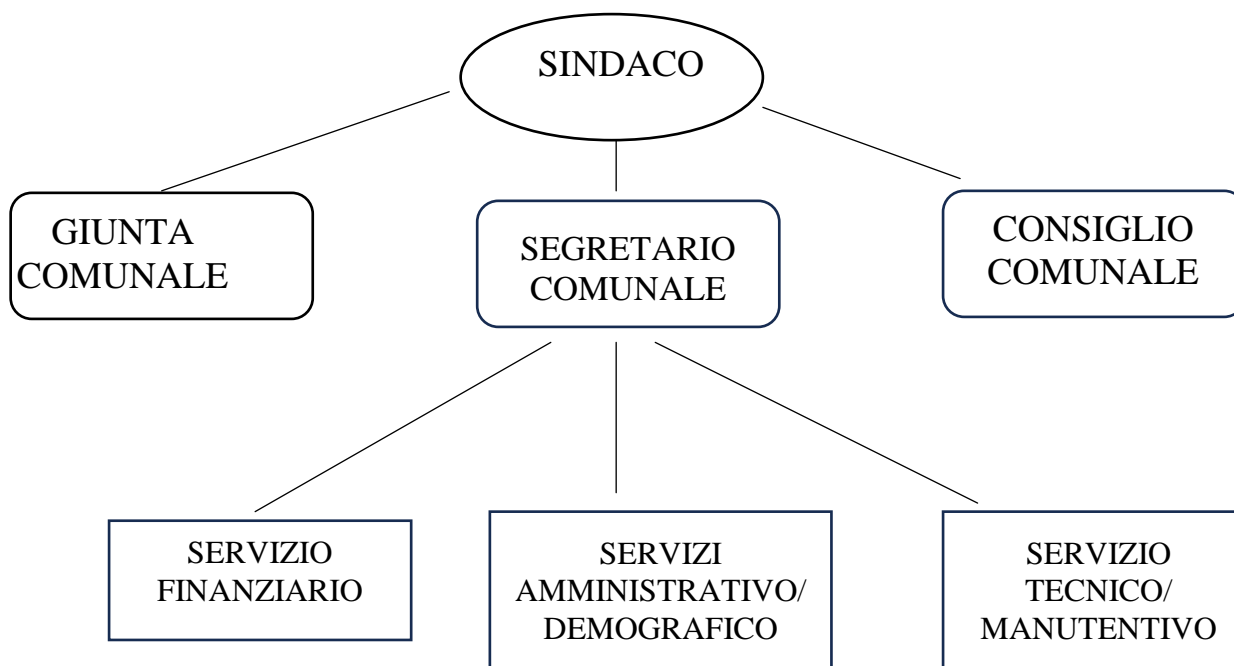 SINDACO
GIUNTA
COMUNALE
SEGRETARIO
COMUNALE
CONSIGLIO
COMUNALE
SERVIZIO
FINANZIARIO
SERVIZI
AMMINISTRATIVO/
DEMOGRAFICO
SERVIZIO
TECNICO/
MANUTENTIVO